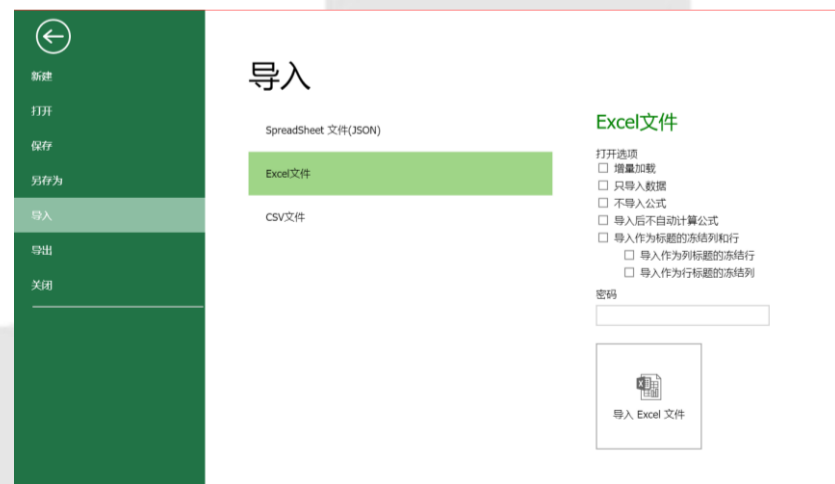 新建
打开
保存
另存为
导入
导出
关闭
导入
SpreadSheet 文件(JSON)
Excel文件
CSV文件
Excel文件
打开选项
增量加载
只导入数据
不导入公式
导入后不自动计算公式
导入作为标题的冻结列和行
导入作为列标题的冻结行
导入作为行标题的冻结列
密码
导入 Excel 文件